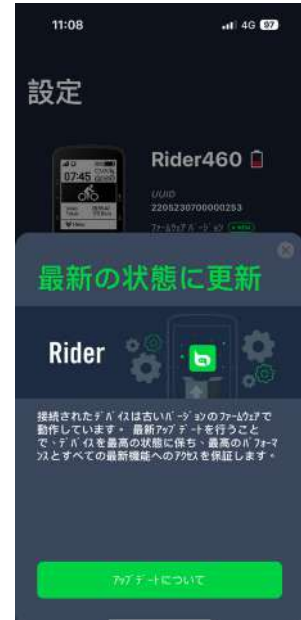 11:08
4G 97
設定
07:45
Rider460
UUID
2205230700000253
ﾌｧｰﾑｳｪｱ ﾊﾞｰｼﾞｮﾝ
最新の状態に更新
Rider
接続されたﾃﾞﾊﾞｲｽは古いﾊﾞｰｼﾞｮﾝのﾌｧｰﾑｳｪｱで
動作しています。最新ｱｯﾌﾟﾃﾞｰﾄを行うこと
で、ﾃﾞﾊﾞｲｽを最高の状態に保ち、最高のﾊﾟﾌｫｰﾏ
ﾝｽとすべての最新機能へのｱｸｾｽを保証します。
ｱｯﾌﾟﾃﾞｰﾄについて